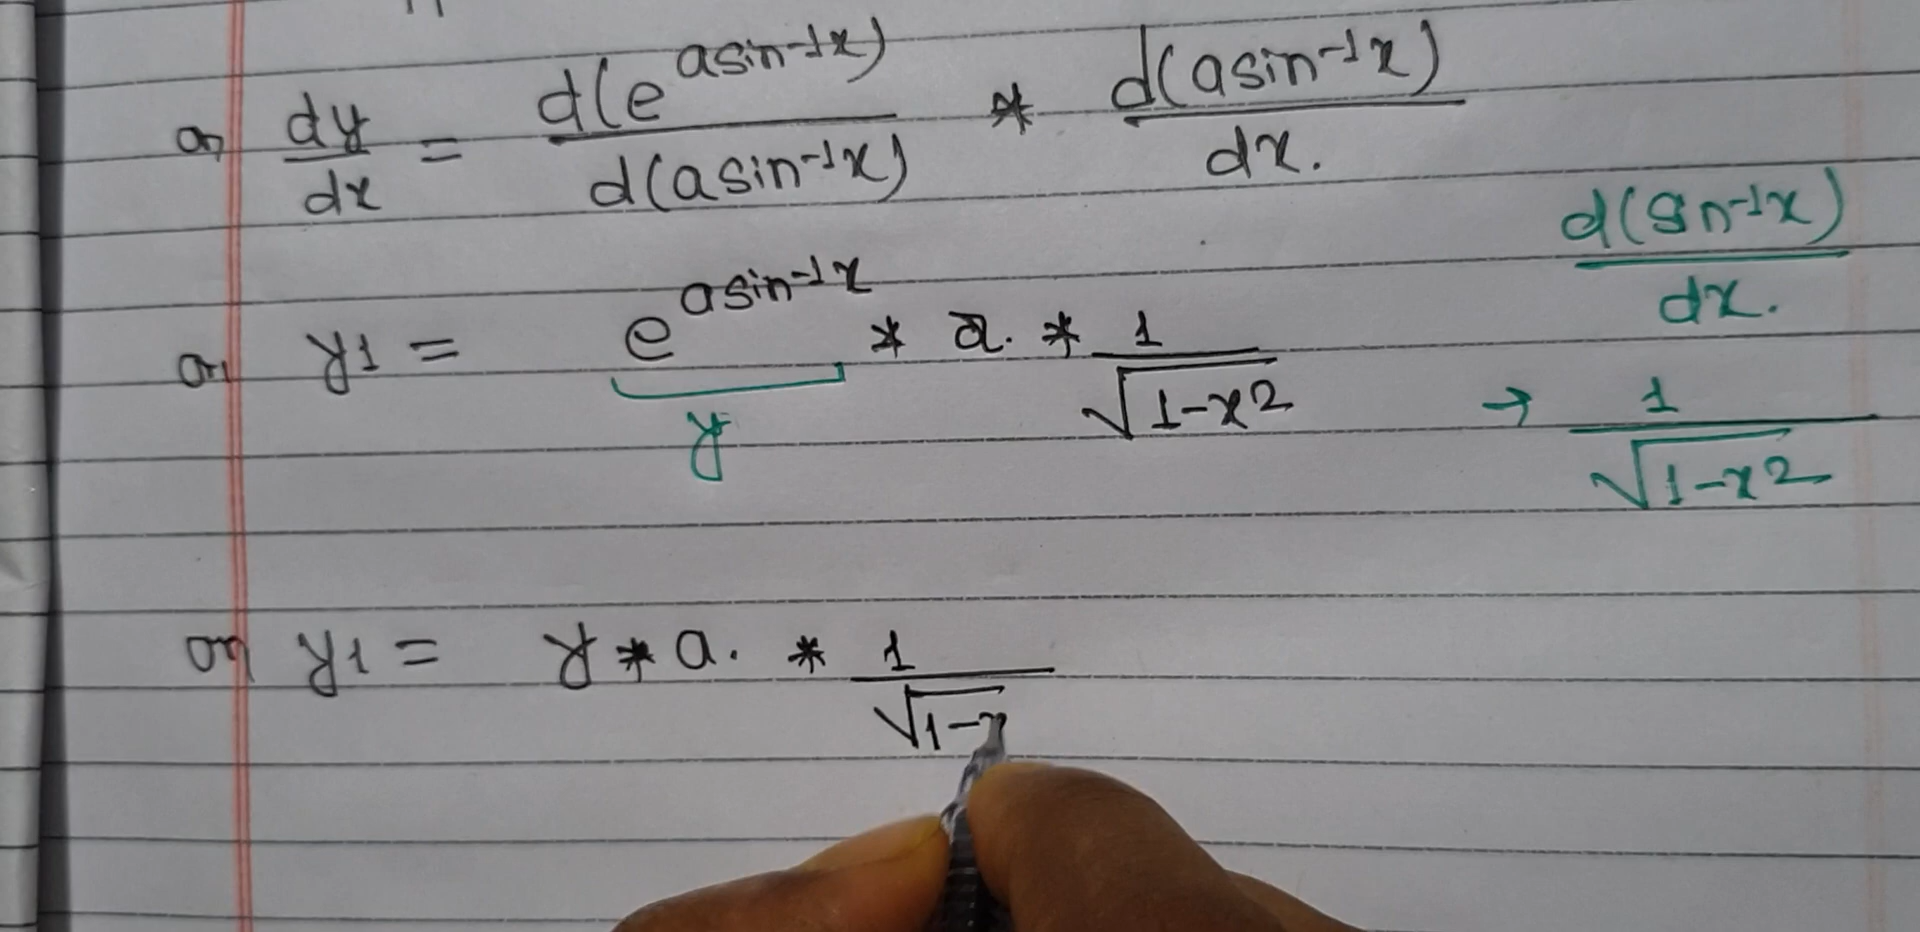 or dy/dx = d(e^asin-1x)/d(asin-1x) * d(asin-1x)/dx.
d(sin-1x)/dx.
or y1 = e^asin-1x * a. * 1/√1-x2
y
→ 1/√1-x2
or y1 = y * a. * 1/√1-x